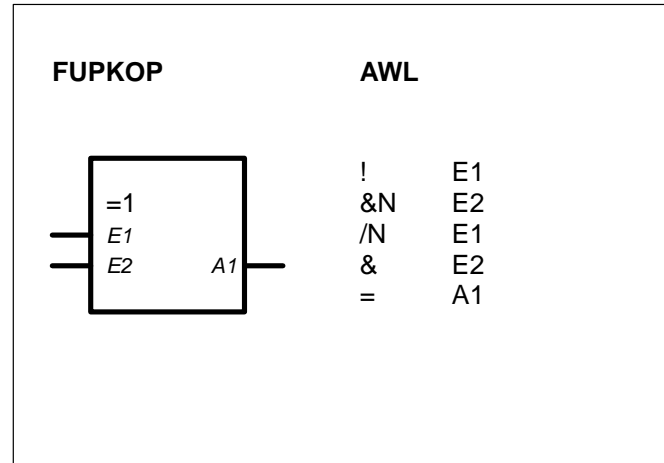 FUPKOP AWL
=1
E1
E2 A1
! E1
&N E2
/N E1
& E2
= A1